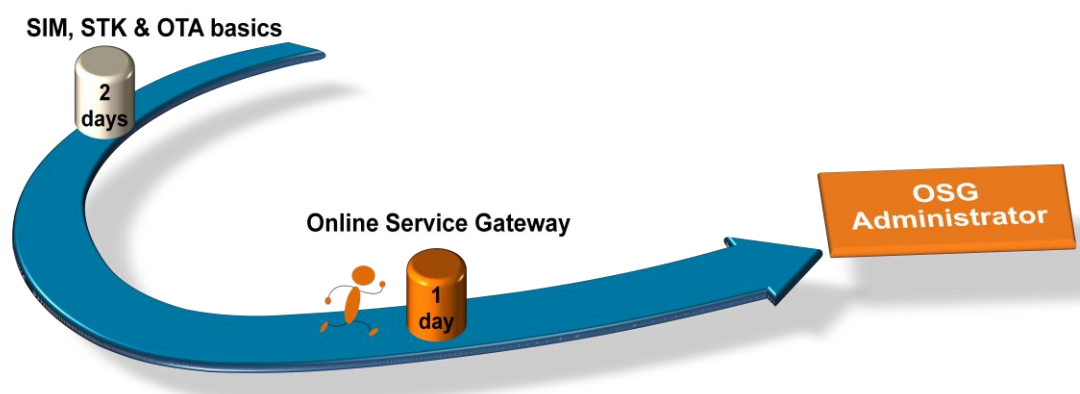 SIM, STK & OTA basics
2
days
Online Service Gateway
1
day
OSG
Administrator